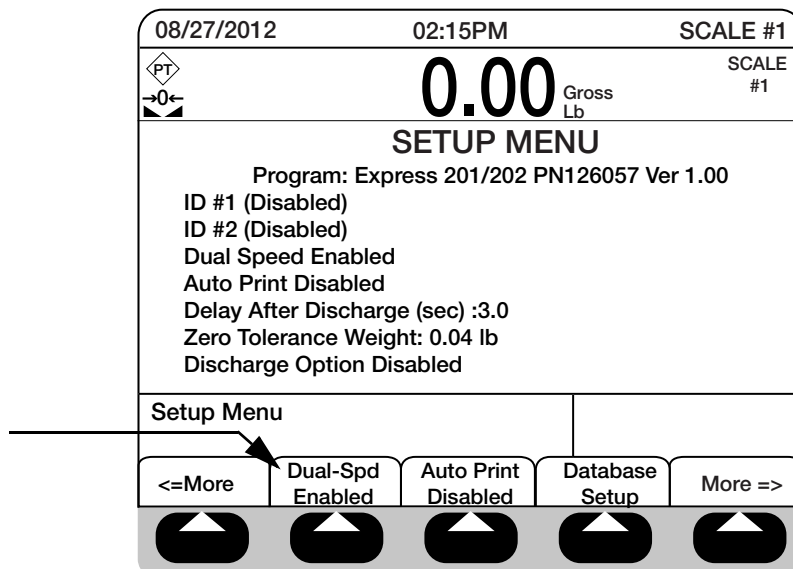 08/27/2012 02:15PM SCALE #1
PT
→0←
0.00 Gross Lb
SCALE #1
SETUP MENU
Program: Express 201/202 PN126057 Ver 1.00
ID #1 (Disabled)
ID #2 (Disabled)
Dual Speed Enabled
Auto Print Disabled
Delay After Discharge (sec) :3.0
Zero Tolerance Weight: 0.04 lb
Discharge Option Disabled
Setup Menu
<=More
Dual-Spd
Enabled
Auto Print
Disabled
Database
Setup
More =>